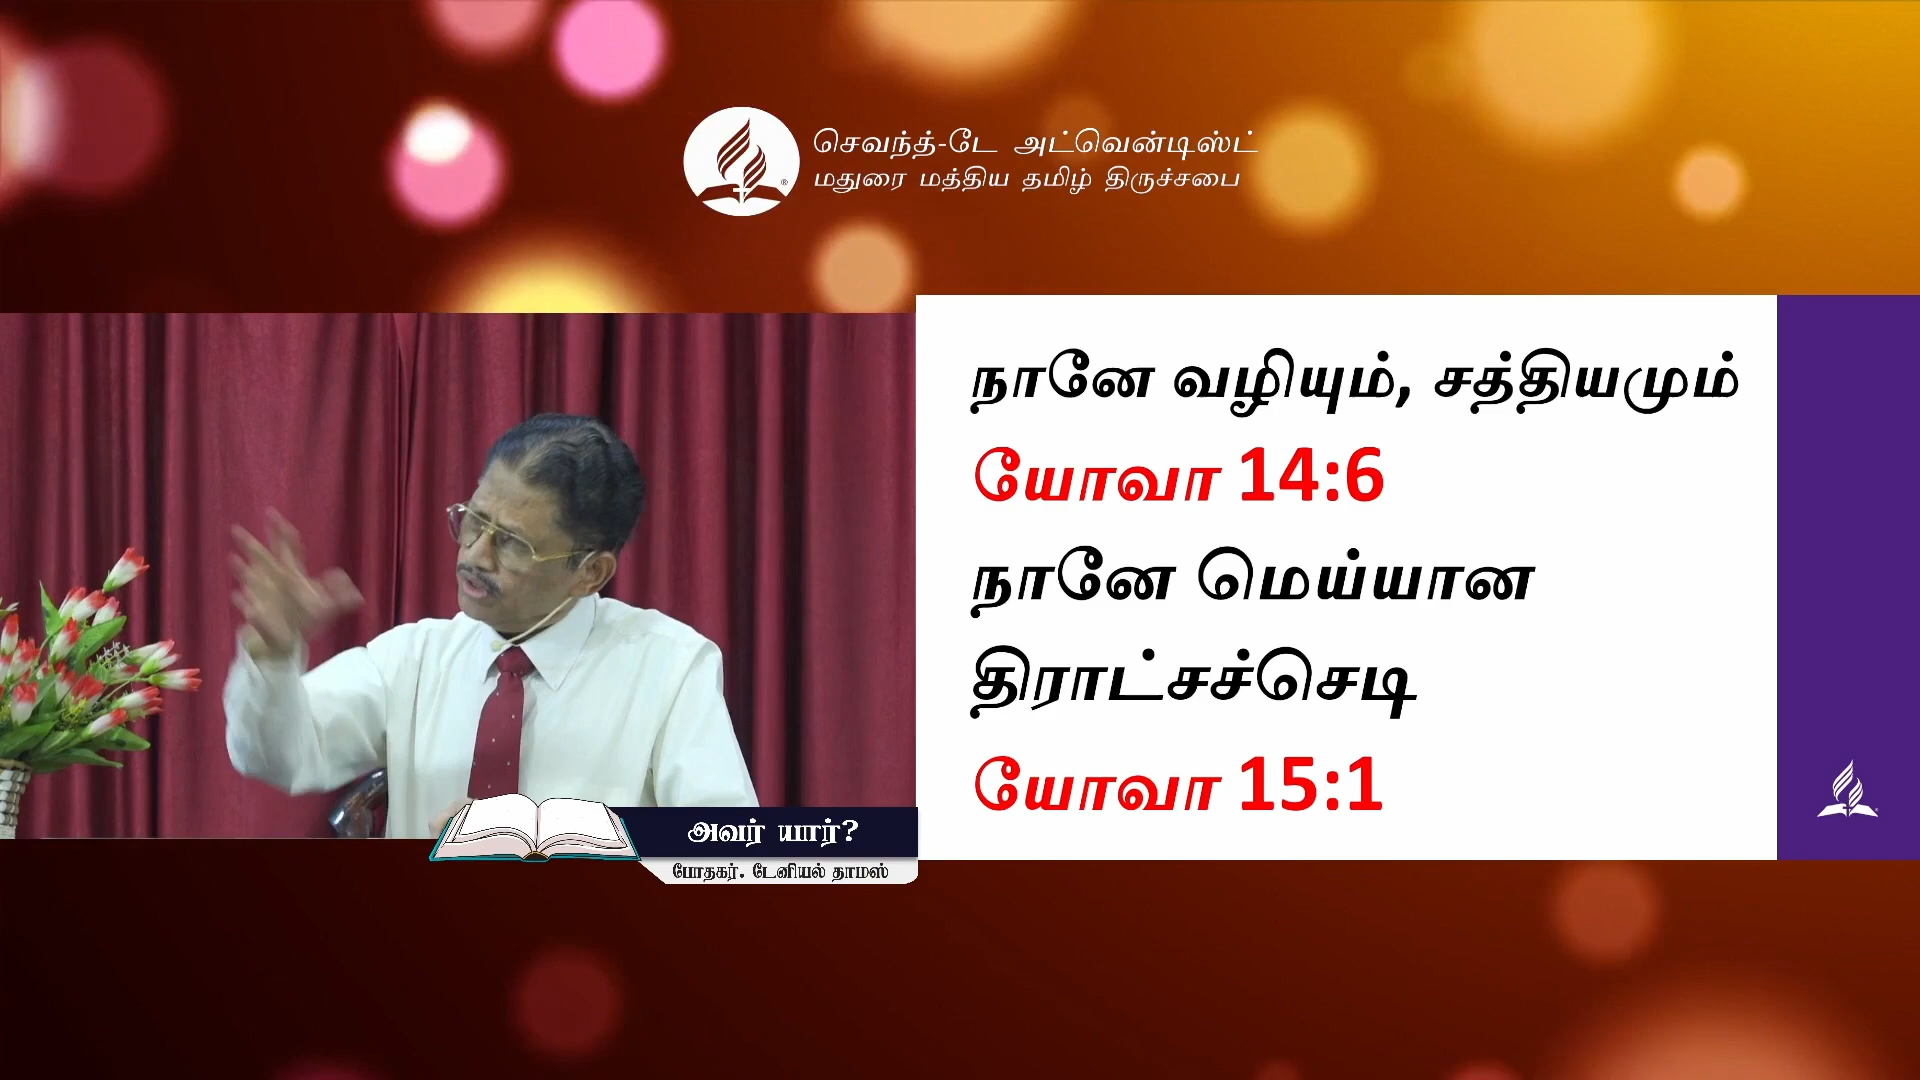 செவந்த்-டே அட்வென்டிஸ்ட்
மதுரை மத்திய தமிழ் திருச்சபை
நானே வழியும், சத்தியமும்
யோவா 14:6
நானே மெய்யான
திராட்சச்செடி
யோவா 15:1
அவர் யார்?
போதகர். டேனியல் தாமஸ்